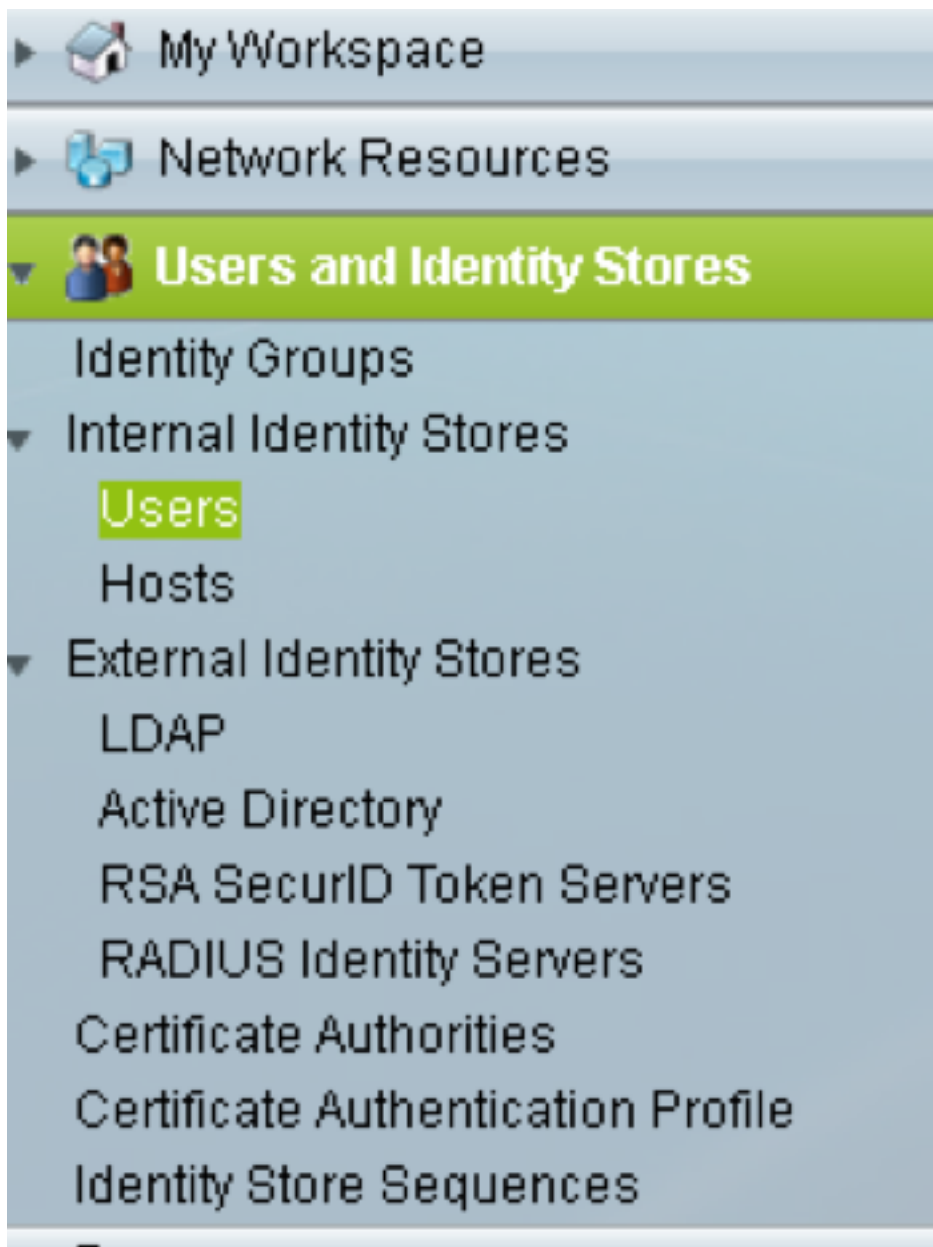 My Workspace
Network Resources
Users and Identity Stores
Identity Groups
Internal Identity Stores
Users
Hosts
External Identity Stores
LDAP
Active Directory
RSA SecurID Token Servers
RADIUS Identity Servers
Certificate Authorities
Certificate Authentication Profile
Identity Store Sequences